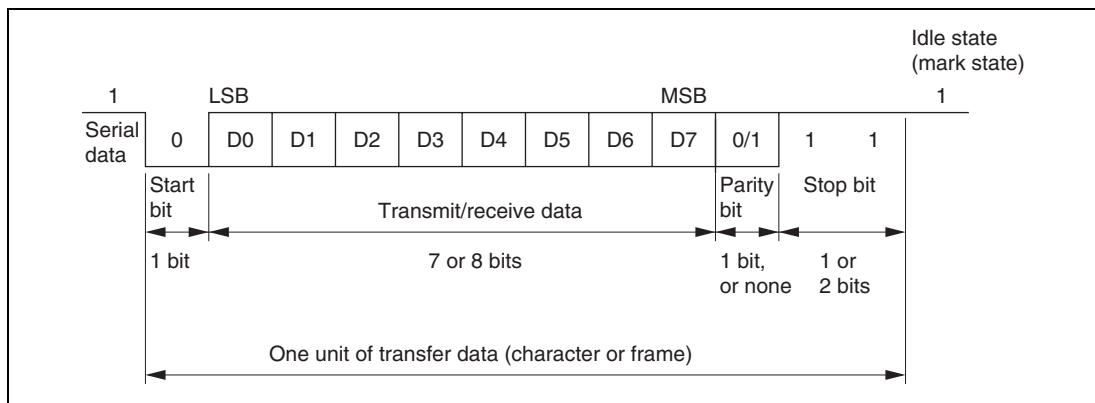 Idle state
(mark state)
1 LSB MSB 1
Serial
data
0 D0 D1 D2 D3 D4 D5 D6 D7 0/1 1 1
Start
bit
Transmit/receive data
Parity
bit
Stop bit
1 bit
7 or 8 bits
1 bit,
or none
1 or
2 bits
One unit of transfer data (character or frame)